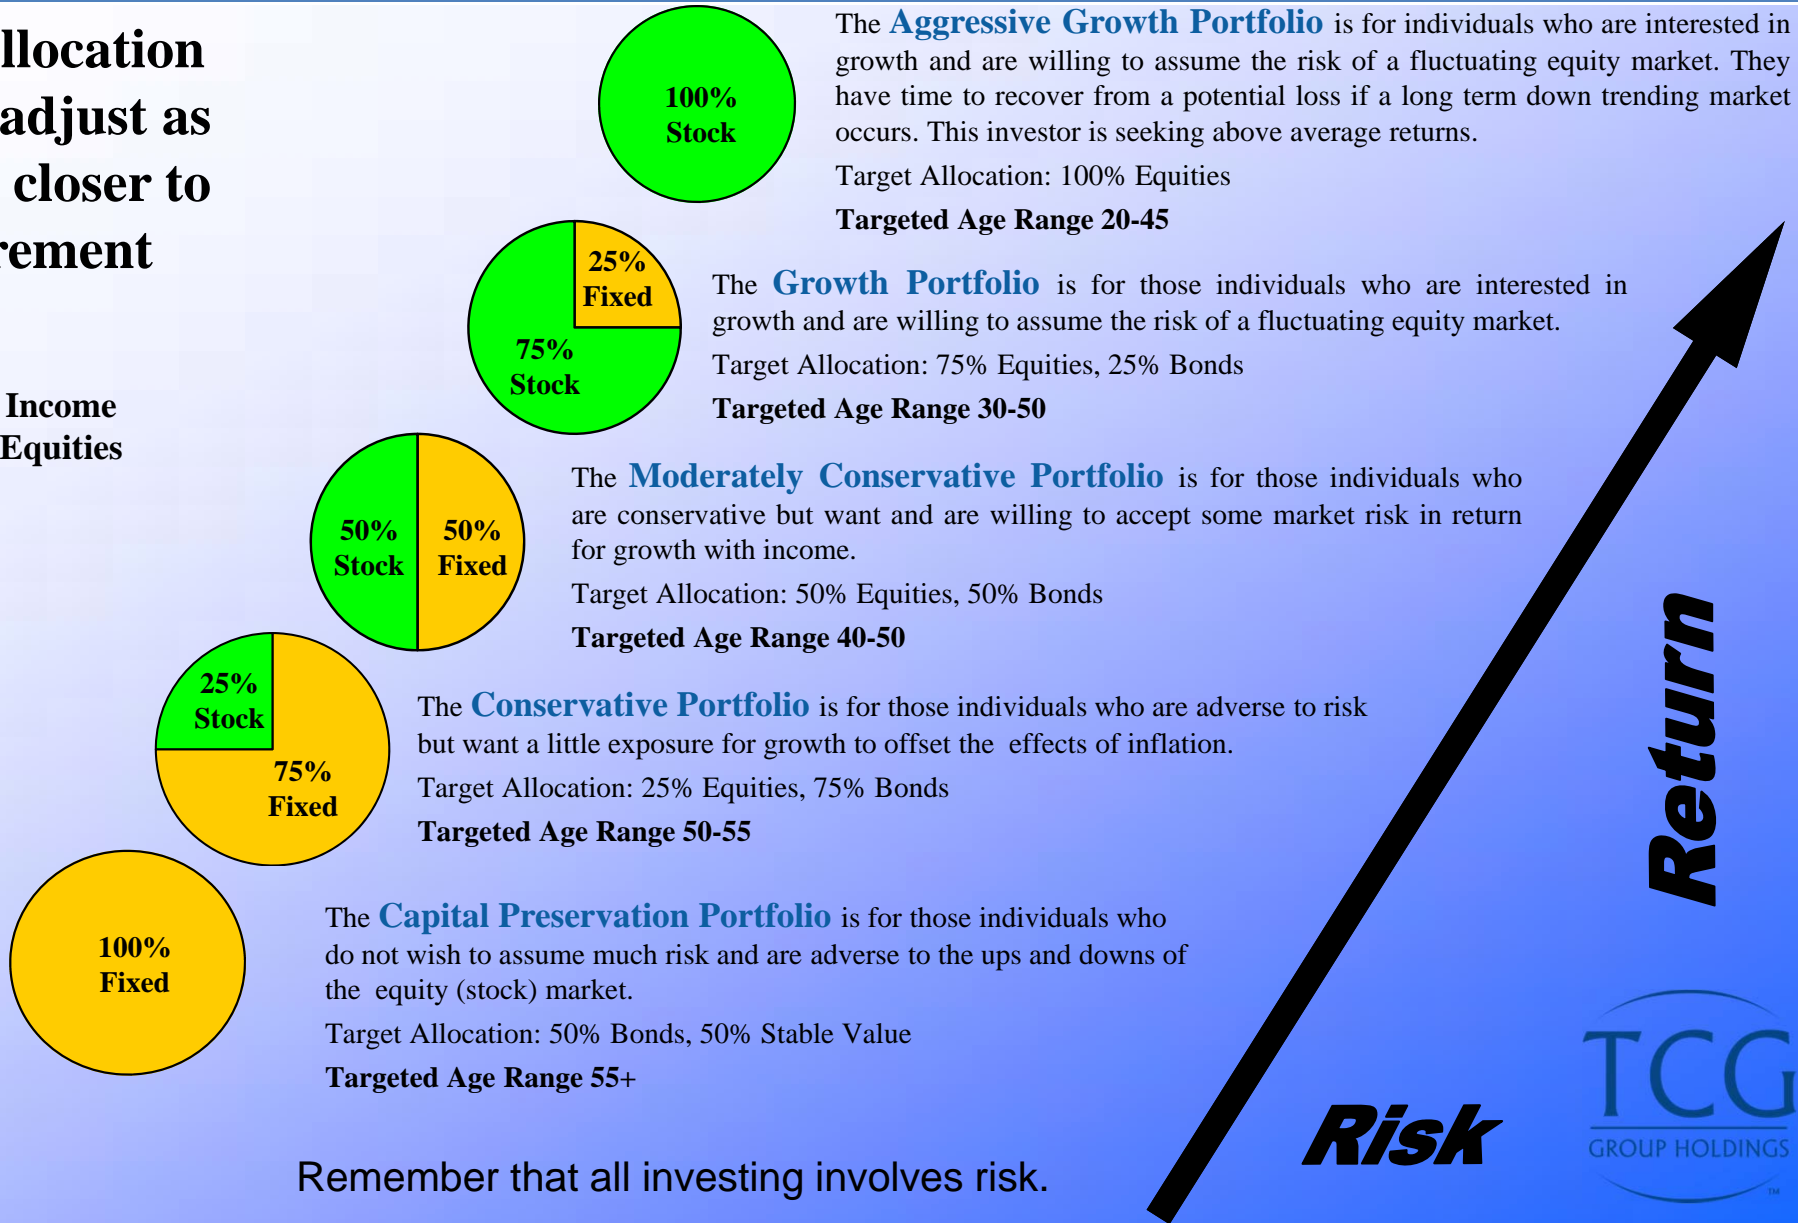 llocation
adjust as
closer to
rement
Income
Equities
100%
Stock
The Aggressive Growth Portfolio is for individuals who are interested in
growth and are willing to assume the risk of a fluctuating equity market. They
have time to recover from a potential loss if a long term down trending market
occurs. This investor is seeking above average returns.
Target Allocation: 100% Equities
Targeted Age Range 20-45
25%
Fixed
75%
Stock
The Growth Portfolio is for those individuals who are interested in
growth and are willing to assume the risk of a fluctuating equity market.
Target Allocation: 75% Equities, 25% Bonds
Targeted Age Range 30-50
50%
Stock
50%
Fixed
The Moderately Conservative Portfolio is for those individuals who
are conservative but want and are willing to accept some market risk in return
for growth with income.
Target Allocation: 50% Equities, 50% Bonds
Targeted Age Range 40-50
25%
Stock
75%
Fixed
The Conservative Portfolio is for those individuals who are adverse to risk
but want a little exposure for growth to offset the effects of inflation.
Target Allocation: 25% Equities, 75% Bonds
Targeted Age Range 50-55
100%
Fixed
The Capital Preservation Portfolio is for those individuals who
do not wish to assume much risk and are adverse to the ups and downs of
the equity (stock) market.
Target Allocation: 50% Bonds, 50% Stable Value
Targeted Age Range 55+
Return
Risk
TCG
GROUP HOLDINGS
TM
Remember that all investing involves risk.